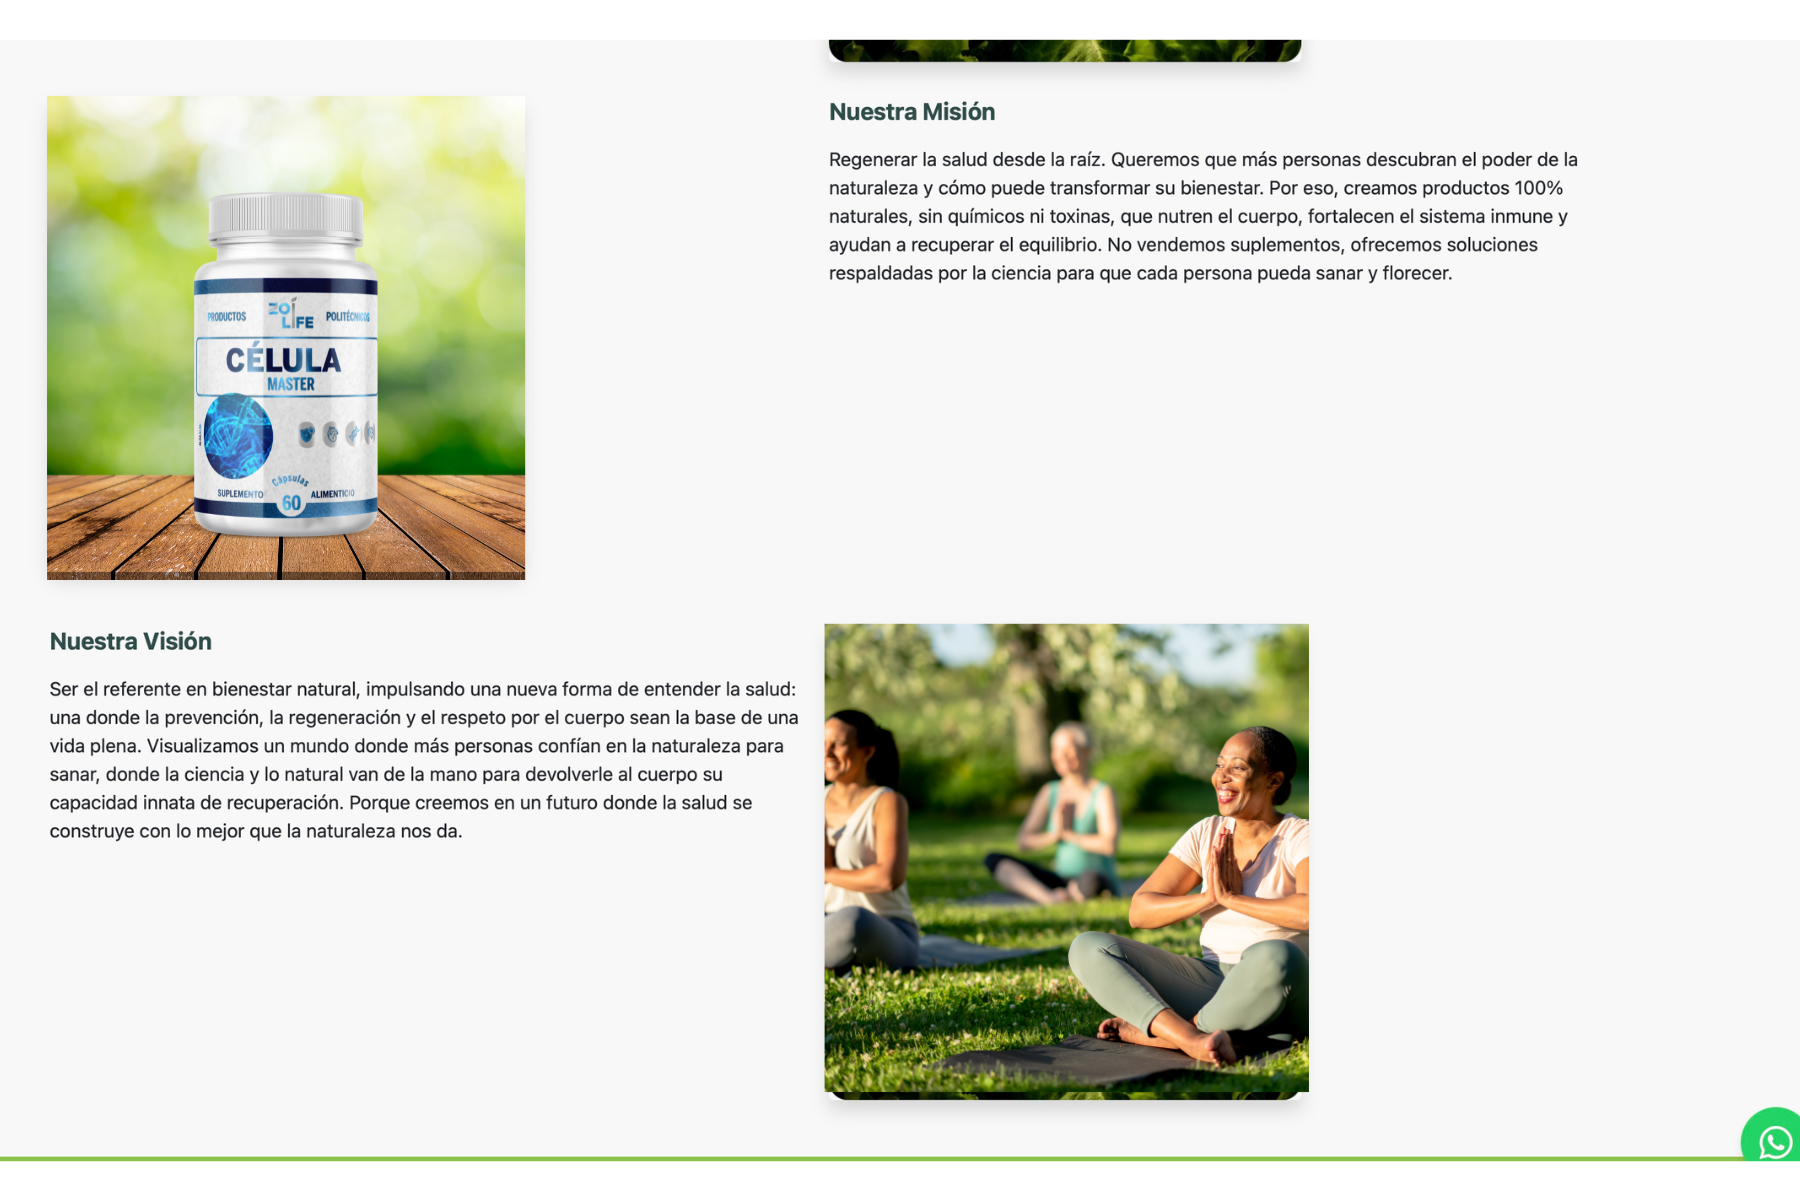 Nuestra Misión
Regenerar la salud desde la raíz. Queremos que más personas descubran el poder de la
naturaleza y cómo puede transformar su bienestar. Por eso, creamos productos 100%
naturales, sin químicos ni toxinas, que nutren el cuerpo, fortalecen el sistema inmune y
ayudan a recuperar el equilibrio. No vendemos suplementos, ofrecemos soluciones
respaldadas por la ciencia para que cada persona pueda sanar y florecer.
PRODUCTOS
ZOÍ
LIFE
POLITÉCNICOS
CÉLULA
MASTER
Cápsulas
SUPLEMENTO
60
ALIMENTICIO
Nuestra Visión
Ser el referente en bienestar natural, impulsando una nueva forma de entender la salud:
una donde la prevención, la regeneración y el respeto por el cuerpo sean la base de una
vida plena. Visualizamos un mundo donde más personas confían en la naturaleza para
sanar, donde la ciencia y lo natural van de la mano para devolverle al cuerpo su
capacidad innata de recuperación. Porque creemos en un futuro donde la salud se
construye con lo mejor que la naturaleza nos da.